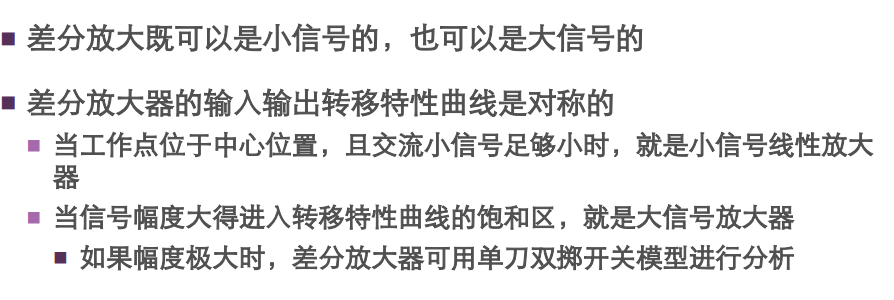 差分放大既可以是小信号的，也可以是大信号的
差分放大器的输入输出转移特性曲线是对称的
当工作点位于中心位置，且交流小信号足够小时，就是小信号线性放大
器
当信号幅度大得进入转移特性曲线的饱和区，就是大信号放大器
如果幅度极大时，差分放大器可用单刀双掷开关模型进行分析